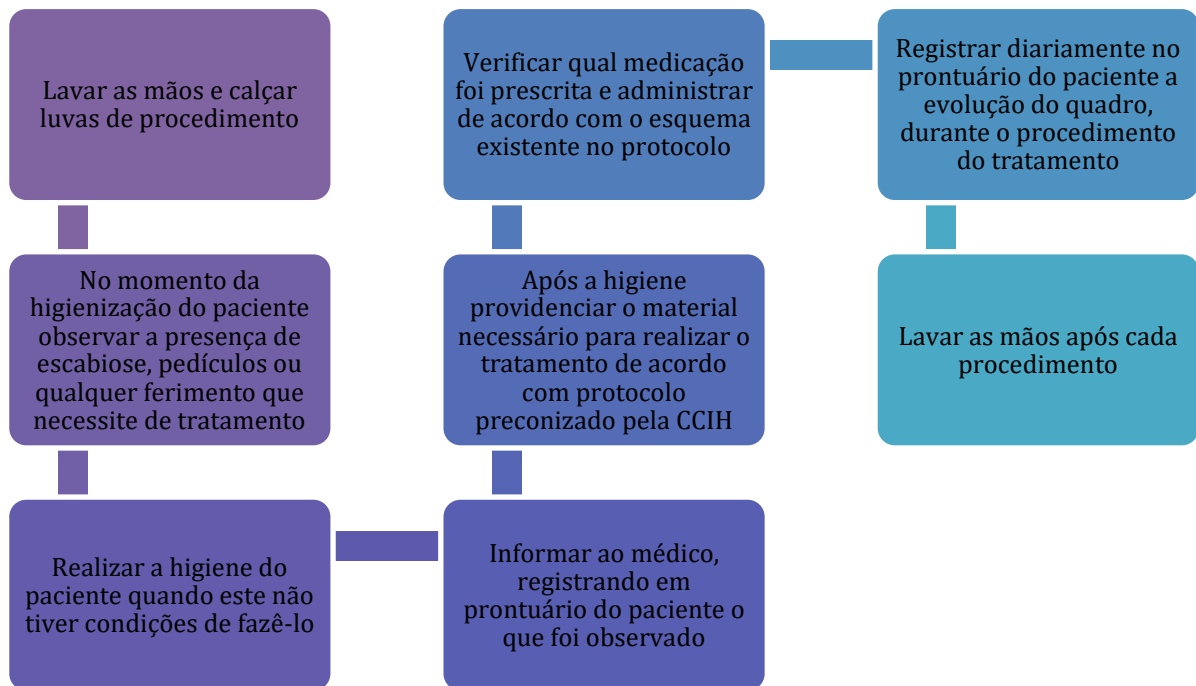 Lavar as mãos e calçar
luvas de procedimento
No momento da
higienização do paciente
observar a presença de
escabiose, pedículos ou
qualquer ferimento que
necessite de tratamento
Realizar a higiene do
paciente quando este não
tiver condições de fazê-lo
Informar ao médico,
registrando em
prontuário do paciente o
que foi observado
Após a higiene
providenciar o material
necessário para realizar o
tratamento de acordo
com protocolo
preconizado pela CCIH
Verificar qual medicação
foi prescrita e administrar
de acordo com o esquema
existente no protocolo
Registrar diariamente no
prontuário do paciente a
evolução do quadro,
durante o procedimento
do tratamento
Lavar as mãos após cada
procedimento